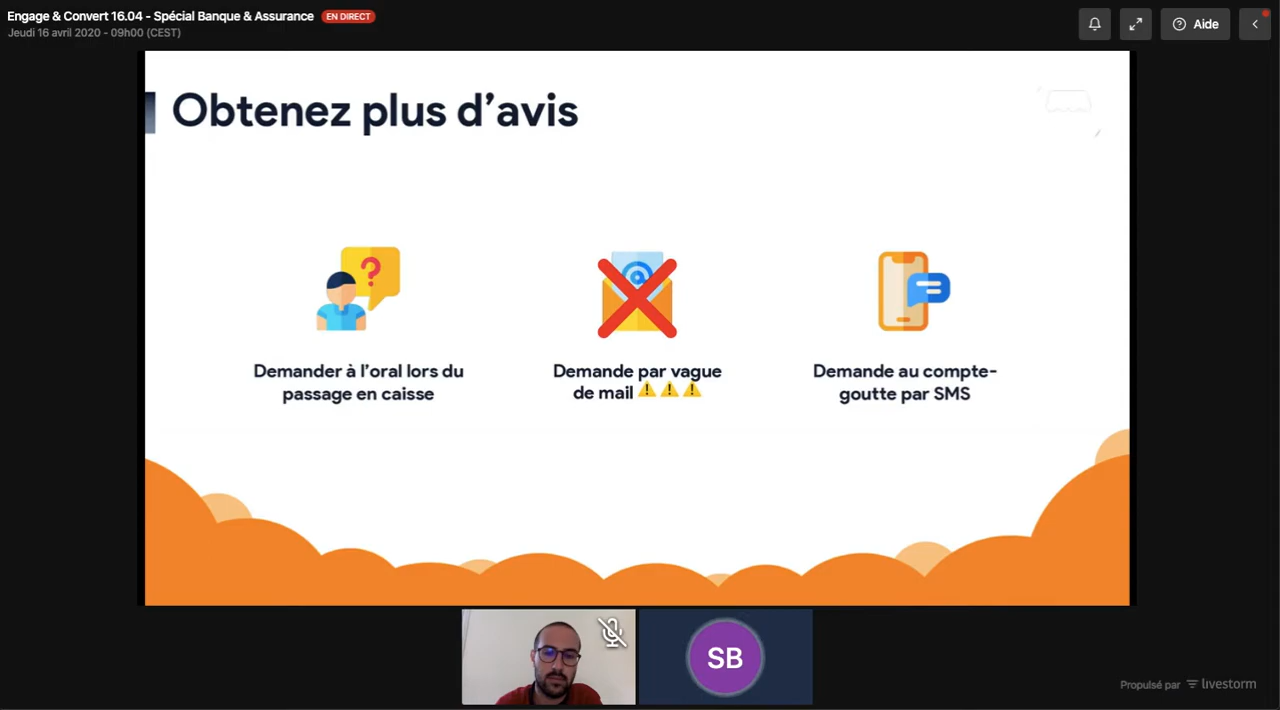 Engage & Convert 16.04 - Spécial Banque & Assurance EN DIRECT
Jeudi 16 avril 2020 - 09h00 (CEST)
Aide
Obtenez plus d’avis
?
@
Demander à l’oral lors du
passage en caisse
Demande par vague
de mail ⚠️ ⚠️ ⚠️
Demande au compte-
goutte par SMS
SB
Propulsé par livestorm